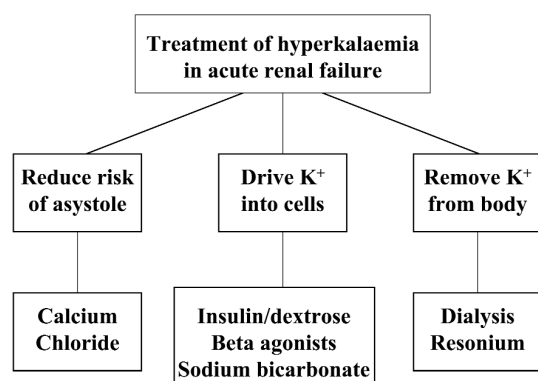 Treatment of hyperkalaemia
in acute renal failure
Reduce risk
of asystole
Drive K⁺
into cells
Remove K⁺
from body
Calcium
Chloride
Insulin/dextrose
Beta agonists
Sodium bicarbonate
Dialysis
Resonium